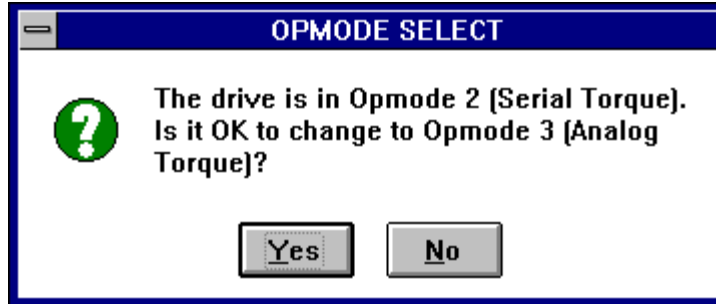 OPMODE SELECT
The drive is in Opmode 2 (Serial Torque).
Is it OK to change to Opmode 3 (Analog
Torque)?
Yes No